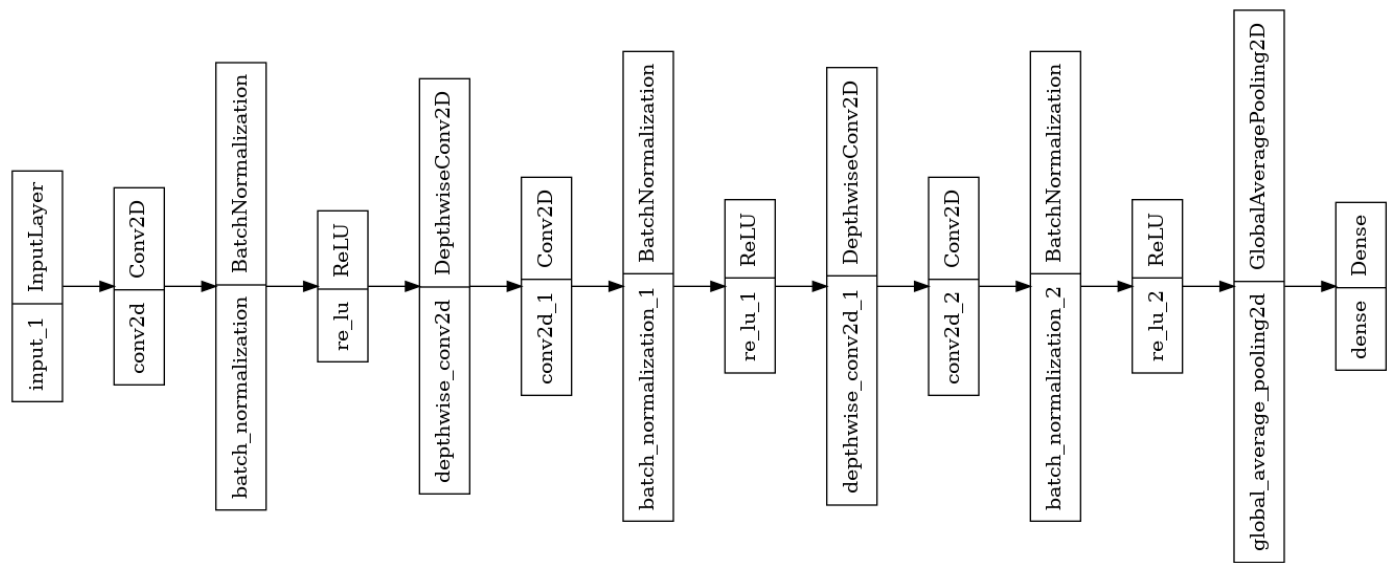 input_1
InputLayer
conv2d
Conv2D
batch_normalization
BatchNormalization
re_lu
ReLU
depthwise_conv2d
DepthwiseConv2D
conv2d_1
Conv2D
batch_normalization_1
BatchNormalization
re_lu_1
ReLU
depthwise_conv2d_1
DepthwiseConv2D
conv2d_2
Conv2D
batch_normalization_2
BatchNormalization
re_lu_2
ReLU
global_average_pooling2d
GlobalAveragePooling2D
dense
Dense